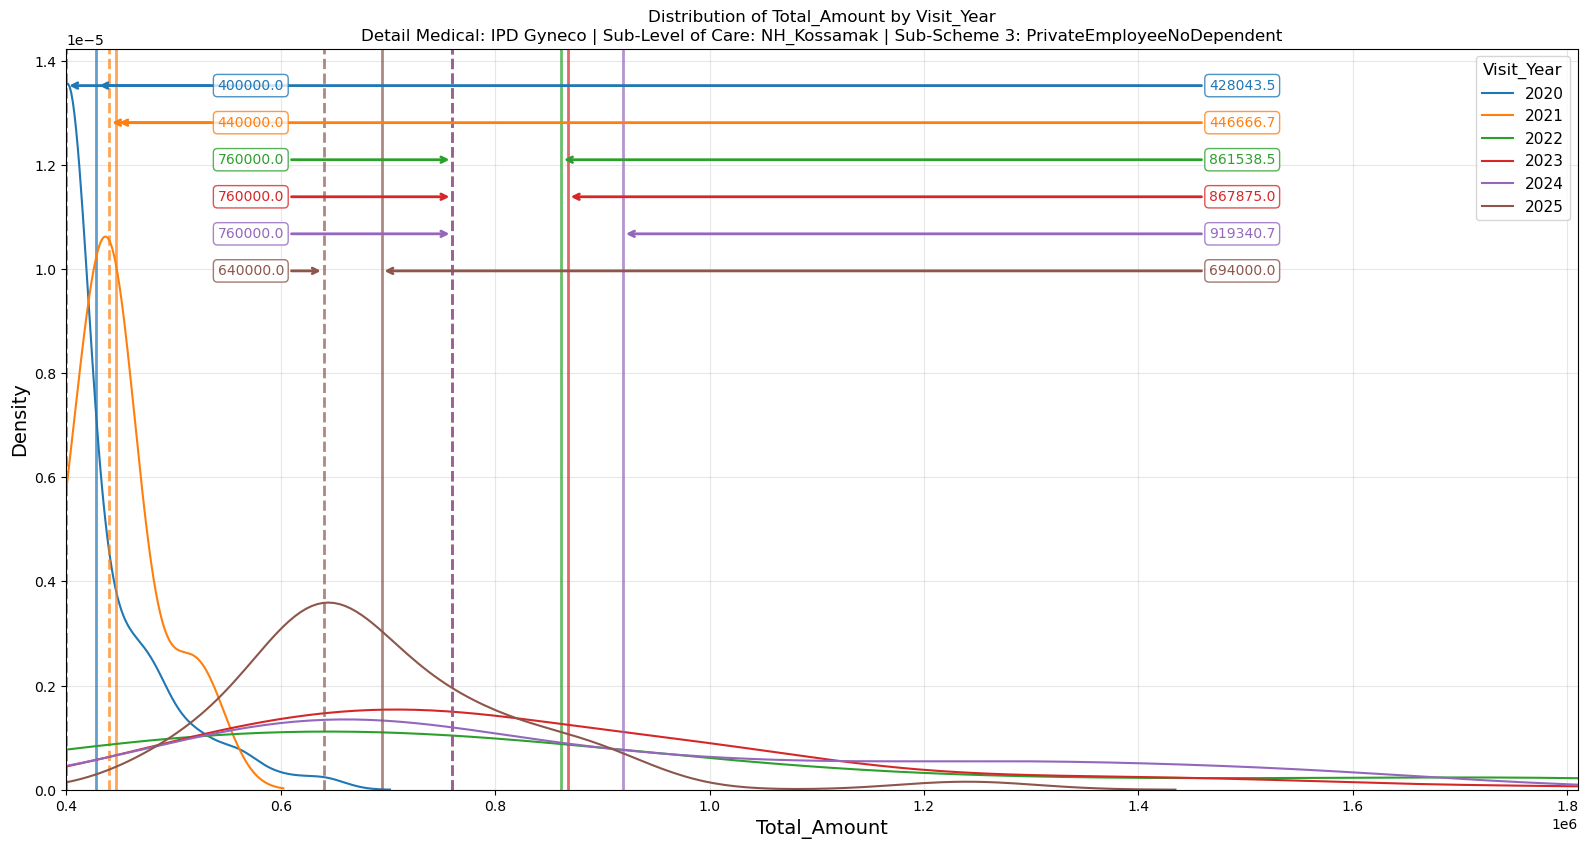 Distribution of Total_Amount by Visit_Year
Detail Medical: IPD Gyneco | Sub-Level of Care: NH_Kossamak | Sub-Scheme 3: PrivateEmployeeNoDependent
1e−5
1.4
1.2
1.0
0.8
0.6
0.4
0.2
0.0
Density
400000.0 428043.5
440000.0 446666.7
760000.0 861538.5
760000.0 867875.0
760000.0 919340.7
640000.0 694000.0
Visit_Year
2020
2021
2022
2023
2024
2025
0.4 0.6 0.8 1.0 1.2 1.4 1.6 1.8
1e6
Total_Amount